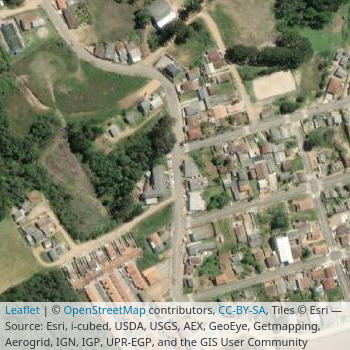 Leaflet | © OpenStreetMap contributors, CC-BY-SA, Tiles © Esri —
Source: Esri, i-cubed, USDA, USGS, AEX, GeoEye, Getmapping,
Aerogrid, IGN, IGP, UPR-EGP, and the GIS User Community